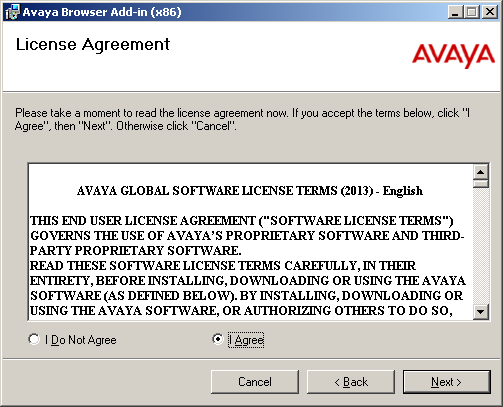 Avaya Browser Add-in (x86)
License Agreement
AVAYA
Please take a moment to read the license agreement now. If you accept the terms below, click "I
Agree", then "Next". Otherwise click "Cancel".
AVAYA GLOBAL SOFTWARE LICENSE TERMS (2013) - English
THIS END USER LICENSE AGREEMENT ("SOFTWARE LICENSE TERMS")
GOVERNS THE USE OF AVAYA'S PROPRIETARY SOFTWARE AND THIRD-
PARTY PROPRIETARY SOFTWARE.
READ THESE SOFTWARE LICENSE TERMS CAREFULLY, IN THEIR
ENTIRETY, BEFORE INSTALLING, DOWNLOADING OR USING THE AVAYA
SOFTWARE (AS DEFINED BELOW). BY INSTALLING, DOWNLOADING OR
USING THE AVAYA SOFTWARE, OR AUTHORIZING OTHERS TO DO SO,
I Do Not Agree
I Agree
Cancel
< Back
Next >